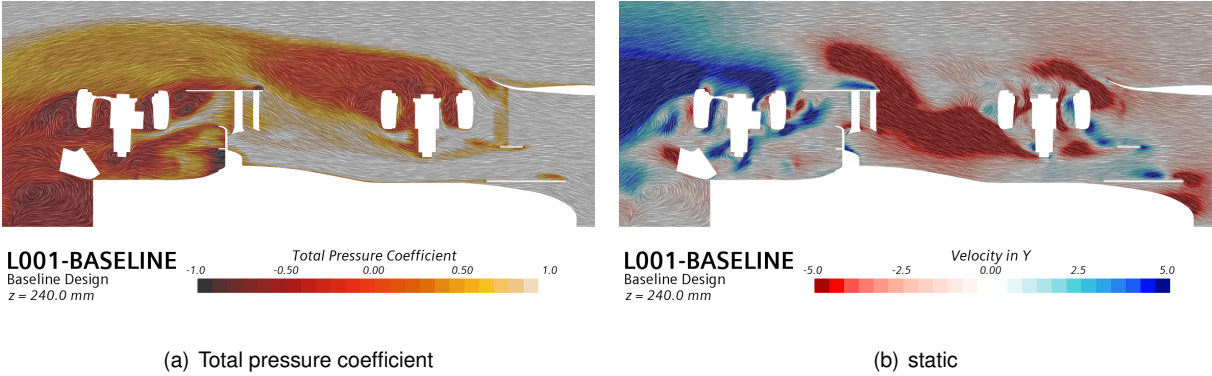 L001-BASELINE
Baseline Design
z = 240.0 mm
Total Pressure Coefficient
-1.0 -0.50 0.00 0.50 1.0
L001-BASELINE
Baseline Design
z = 240.0 mm
Velocity in Y
-5.0 -2.5 0.00 2.5 5.0
(a) Total pressure coefficient
(b) static